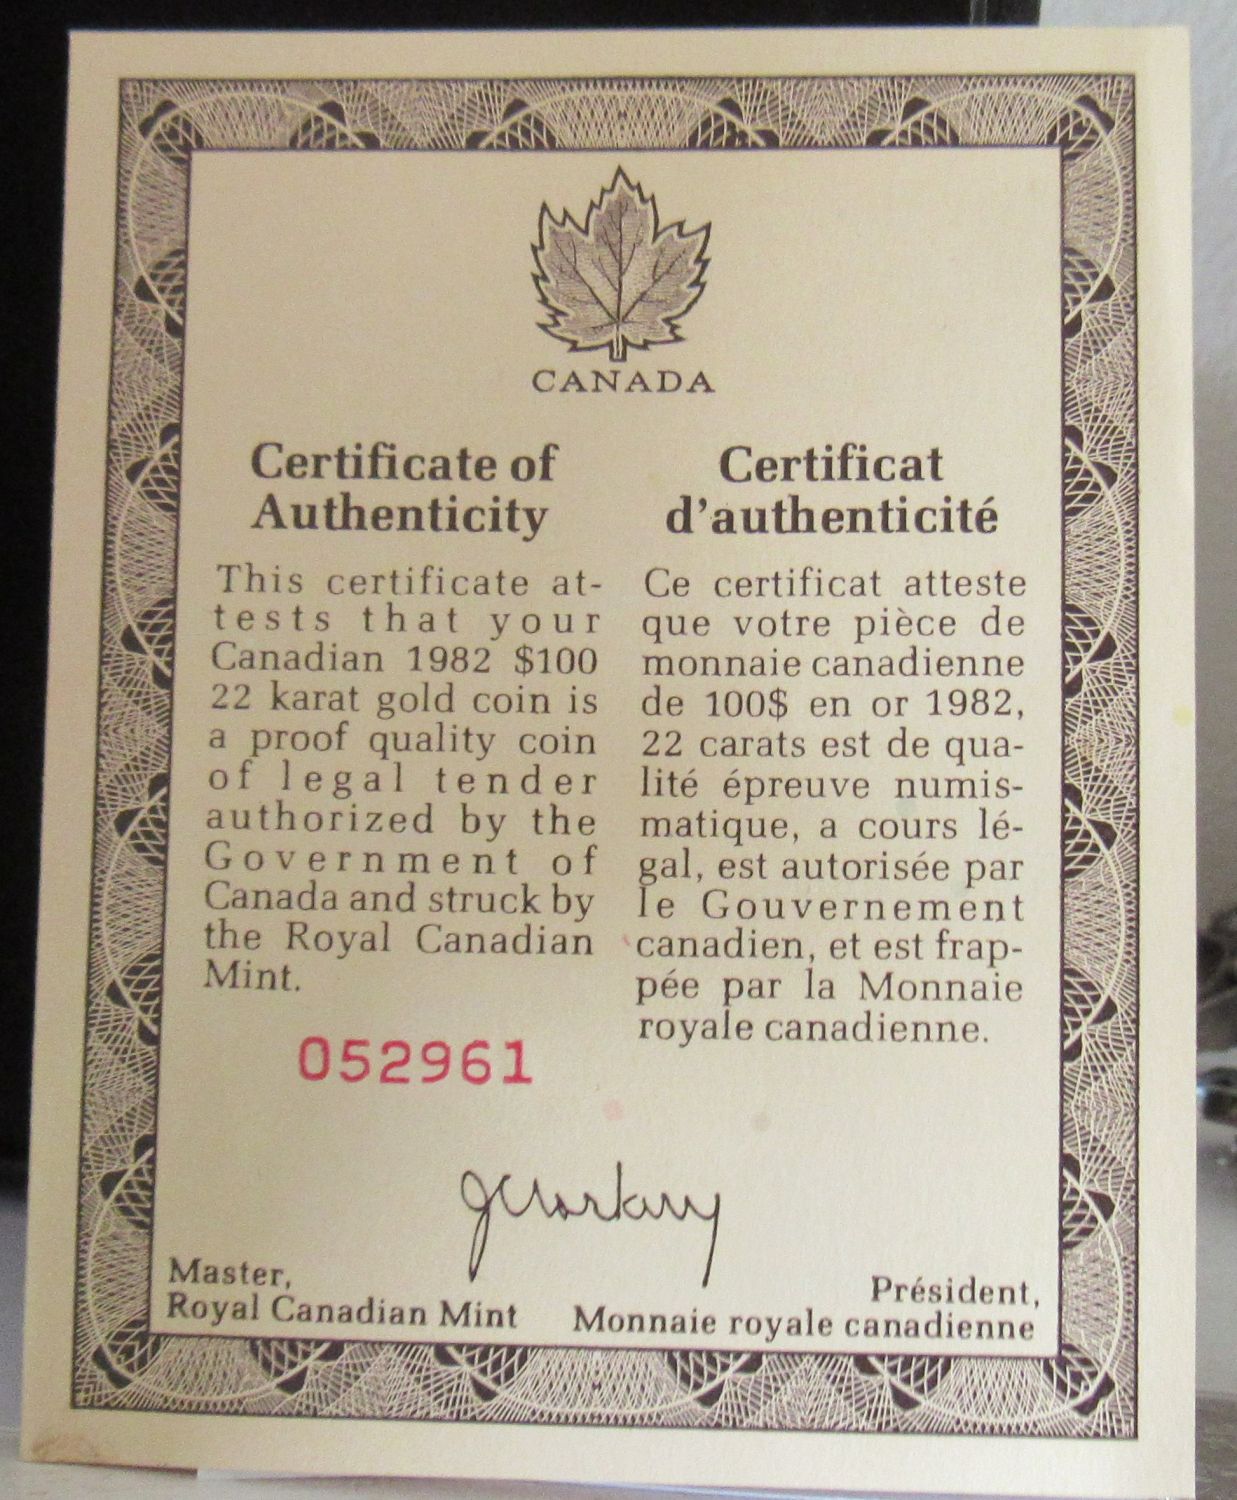 CANADA
Certificate of
Authenticity
This certificate at-
tests that your
Canadian 1982 $100
22 karat gold coin is
a proof quality coin
of legal tender
authorized by the
Government of
Canada and struck by
the Royal Canadian
Mint.
052961
Certificat
d'authenticité
Ce certificat atteste
que votre pièce de
monnaie canadienne
de 100$ en or 1982,
22 carats est de qua-
lité épreuve numis-
matique, a cours lé-
gal, est autorisée par
le Gouvernement
canadien, et est frap-
pée par la Monnaie
royale canadienne.
Master,
Royal Canadian Mint
Président,
Monnaie royale canadienne